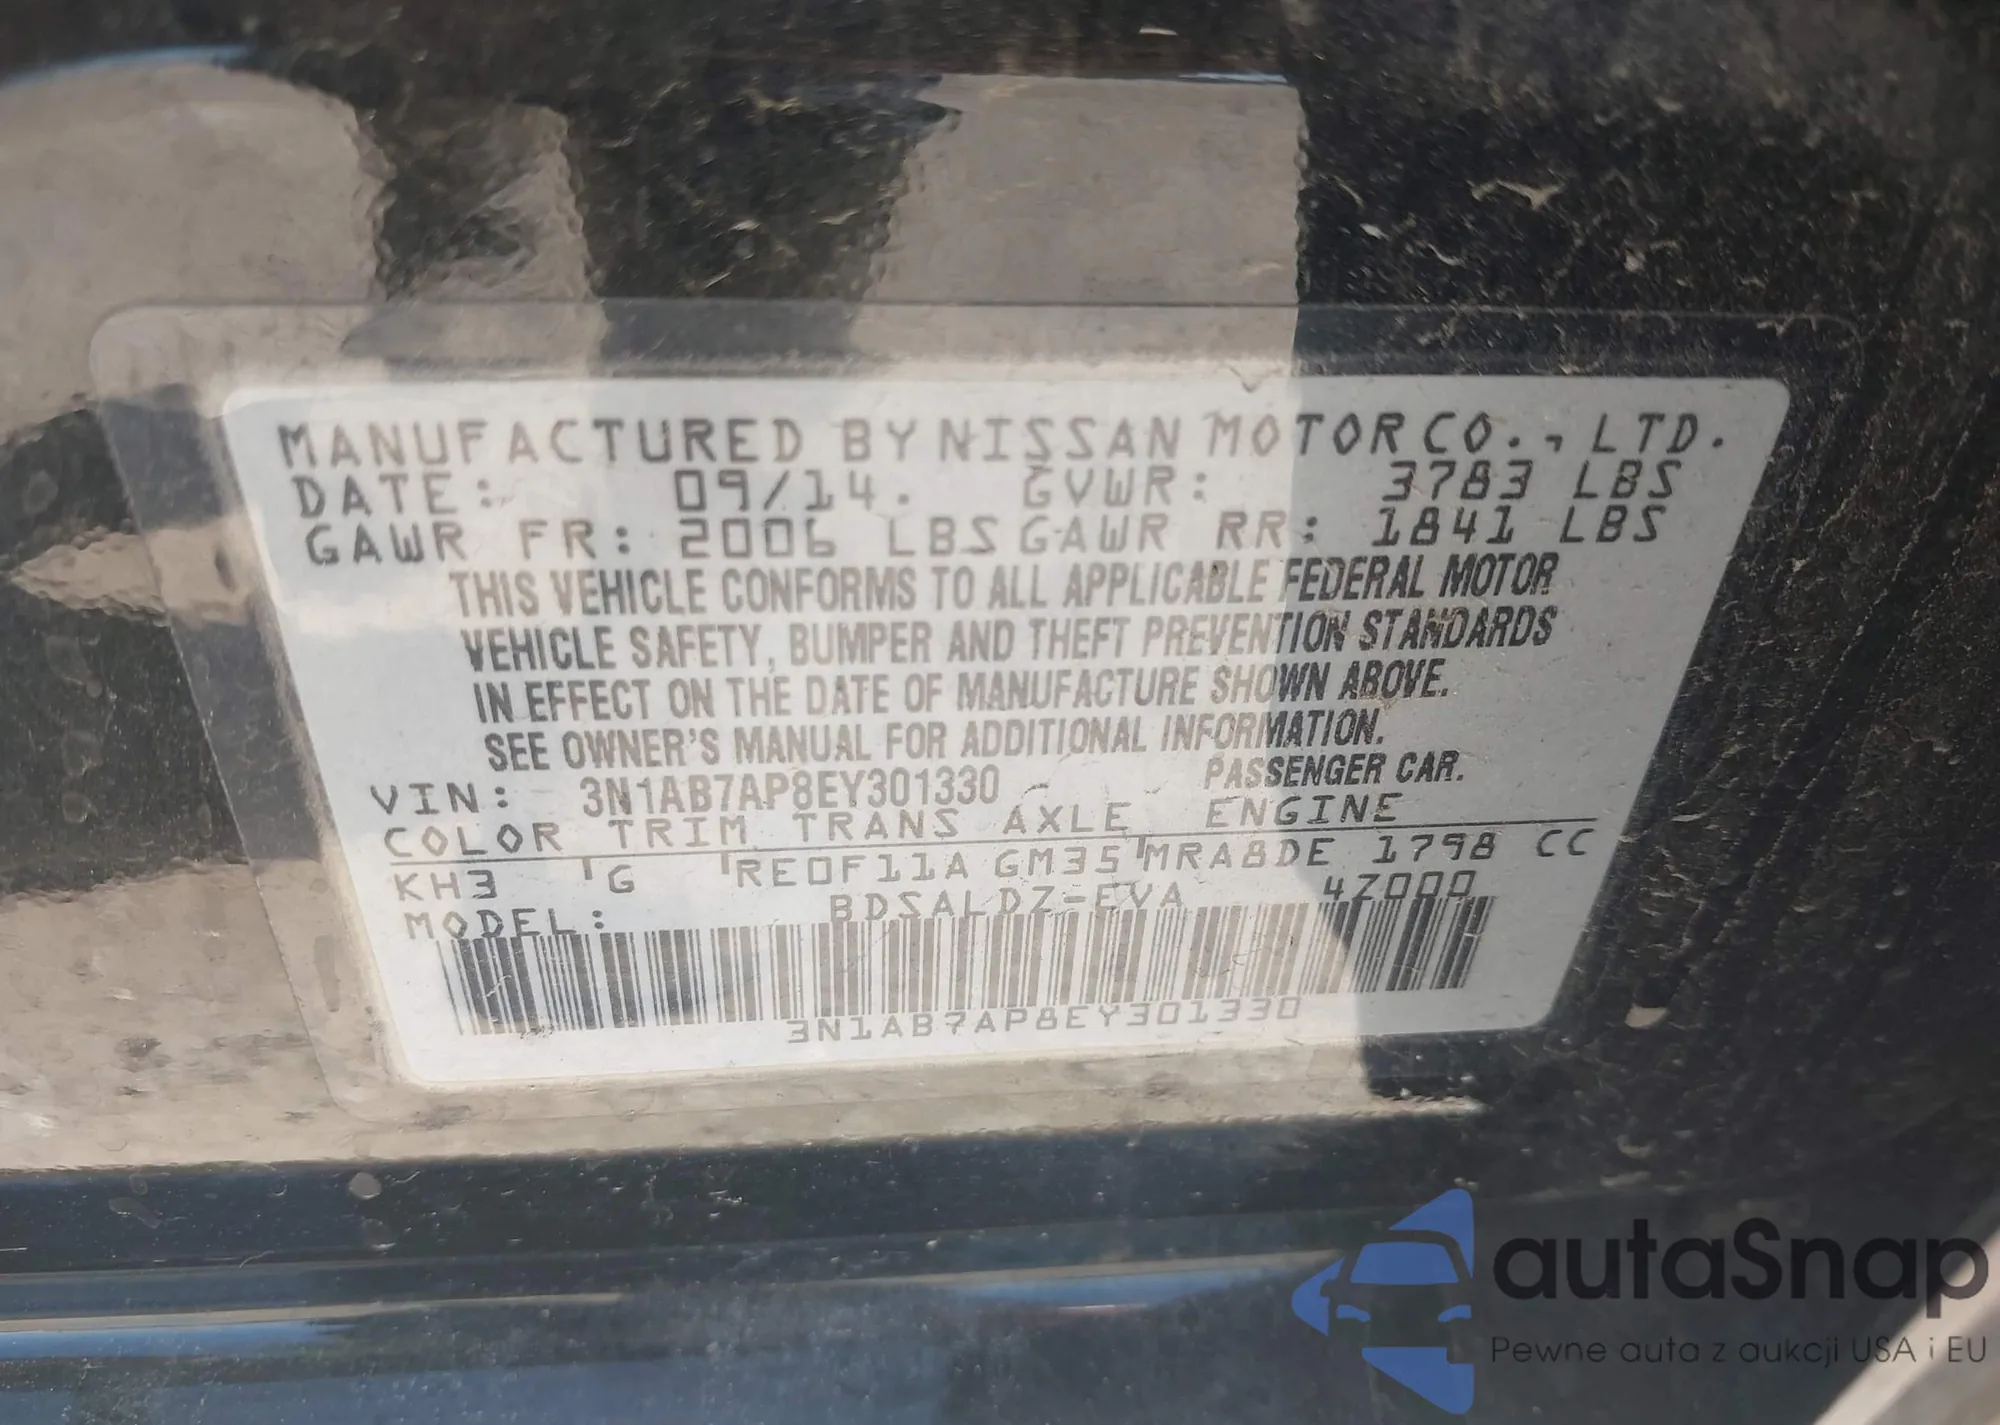 MANUFACTURED BY NISSAN MOTOR CO., LTD.
DATE: 09/14. GVWR: 3783 LBS
GAWR FR: 2006 LBS GAWR RR: 1841 LBS
THIS VEHICLE CONFORMS TO ALL APPLICABLE FEDERAL MOTOR
VEHICLE SAFETY, BUMPER AND THEFT PREVENTION STANDARDS
IN EFFECT ON THE DATE OF MANUFACTURE SHOWN ABOVE.
SEE OWNER'S MANUAL FOR ADDITIONAL INFORMATION.
VIN: 3N1AB7AP8EY301330 PASSENGER CAR.
COLOR TRIM TRANS AXLE ENGINE
KH3 G RE0F11A GM35 MRA8DE 1798 CC
MODEL: BDSALDZ-EVA 4Z000
3N1AB7AP8EY301330
autaSnap
Pewne auta z aukcji USA i EU